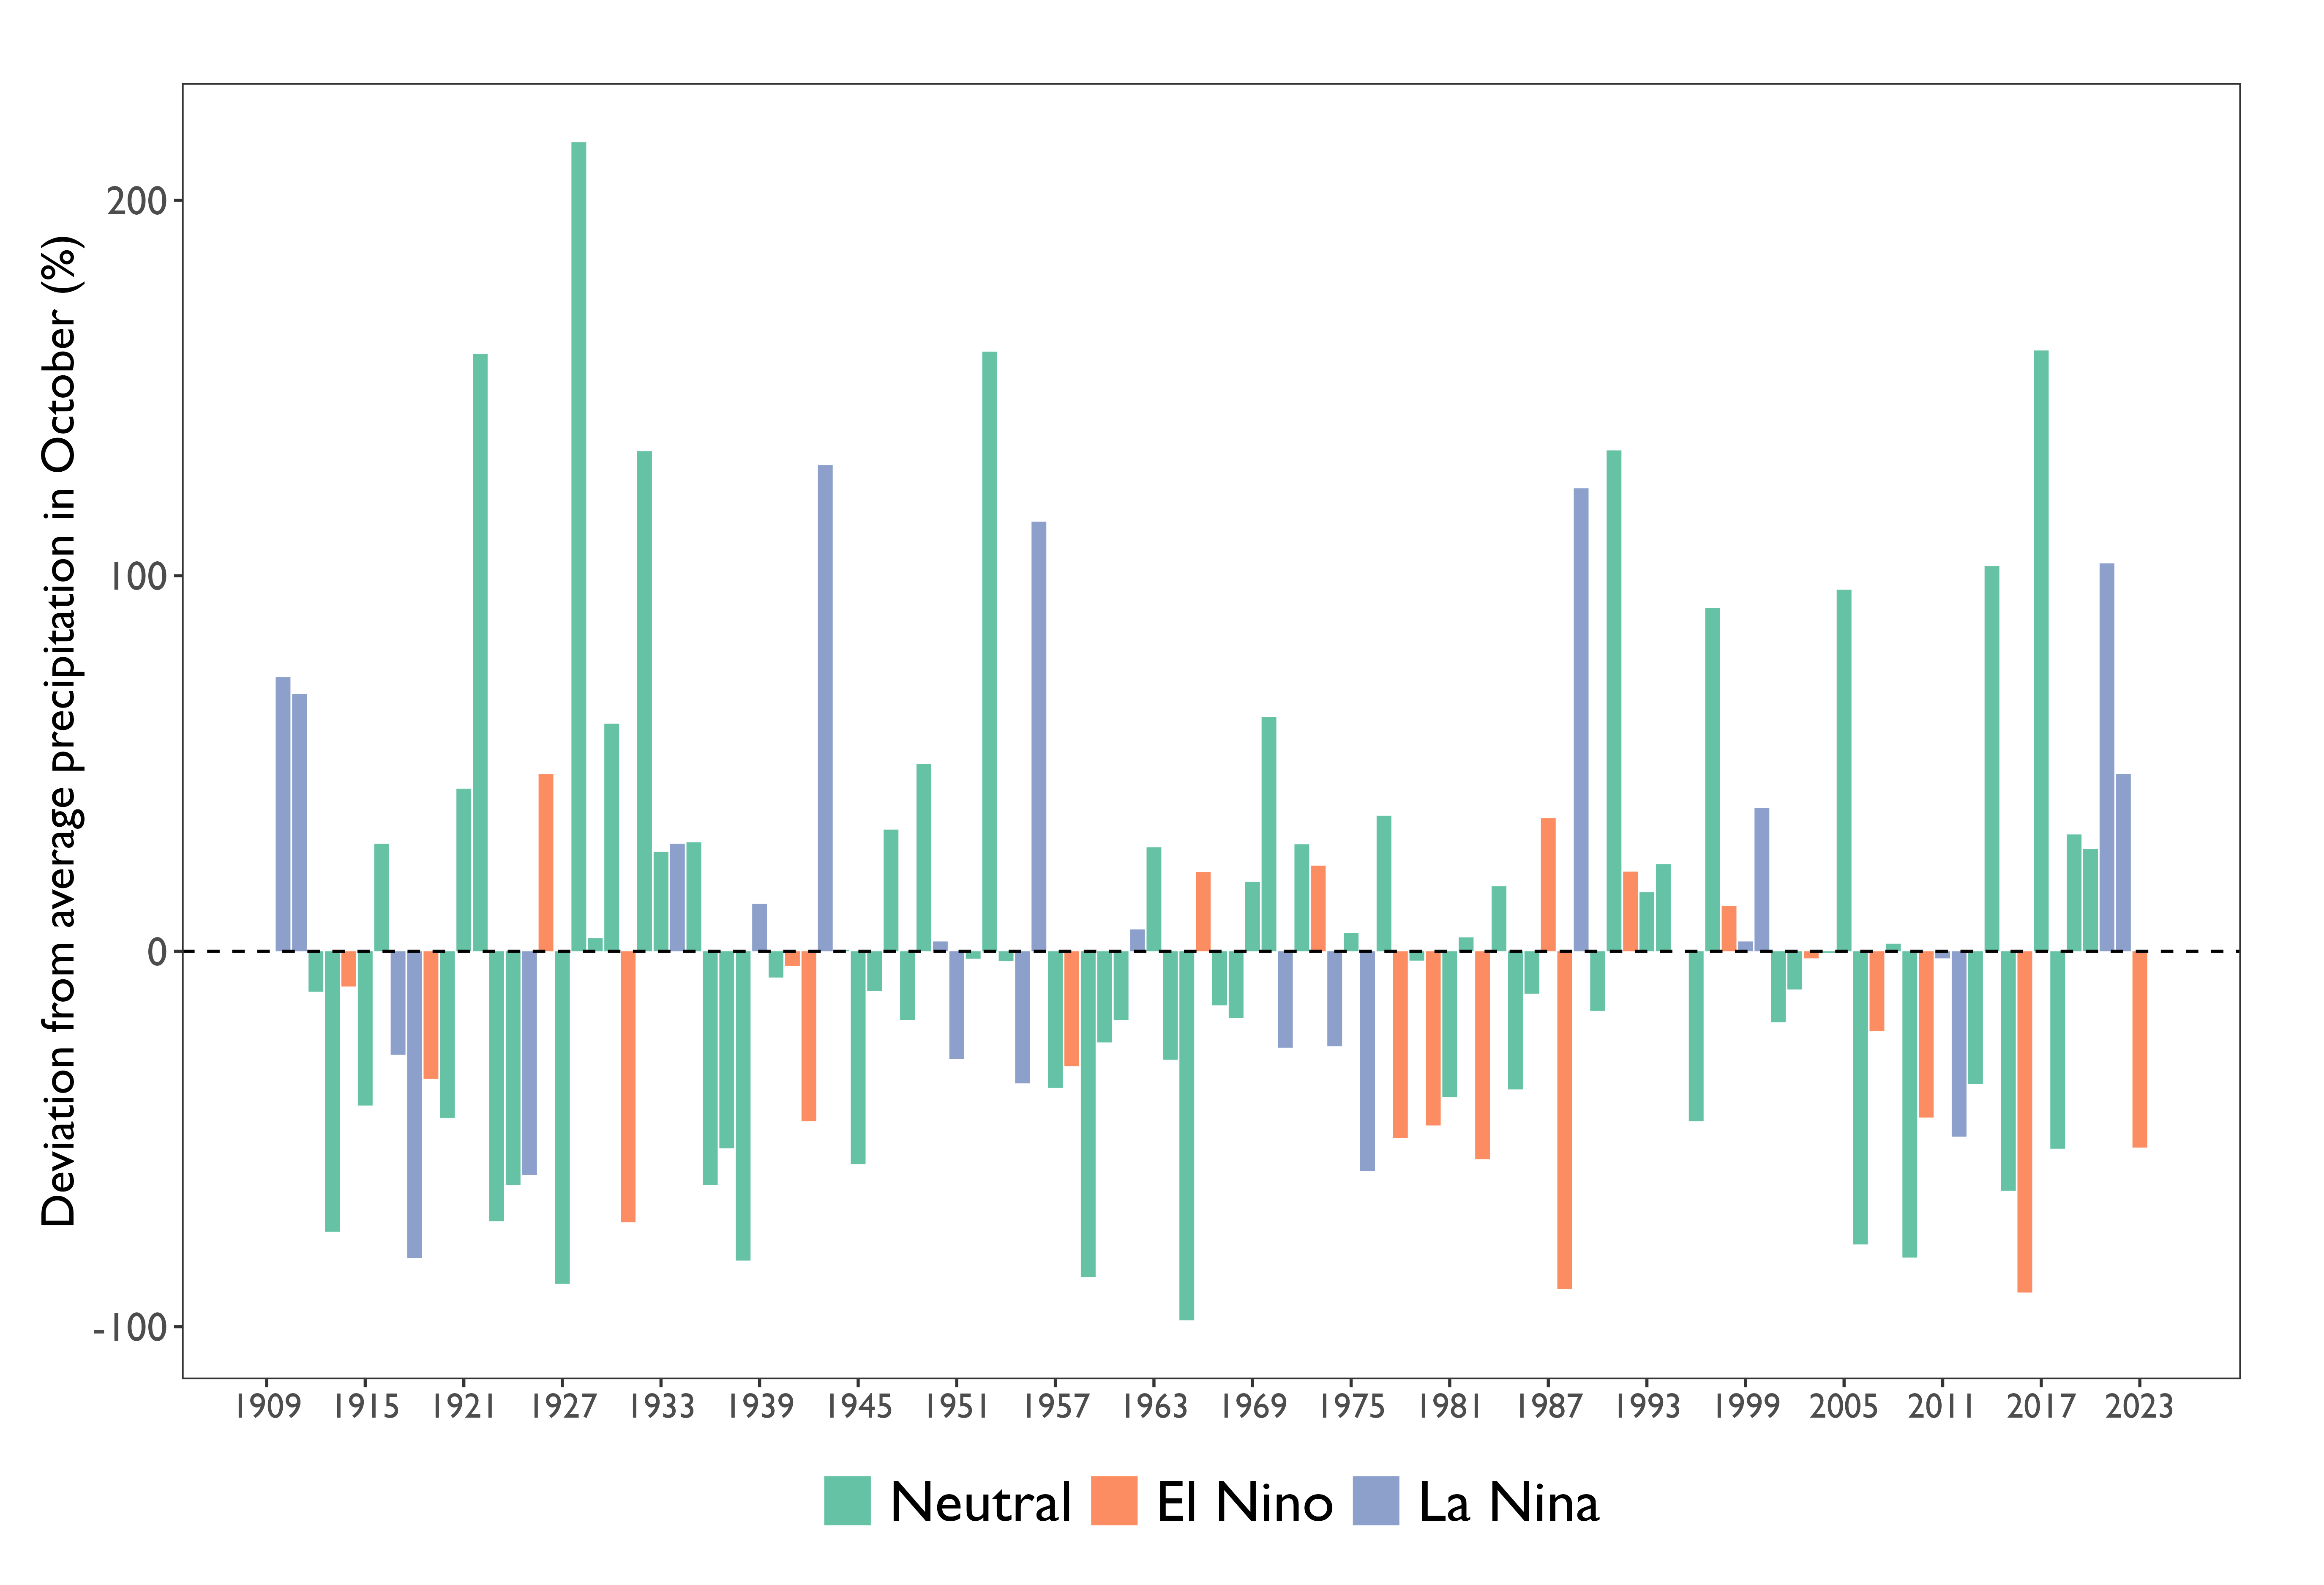 Deviation from average precipitation in October (%)
200
100
0
-100
1909 1915 1921 1927 1933 1939 1945 1951 1957 1963 1969 1975 1981 1987 1993 1999 2005 2011 2017 2023
Neutral El Nino La Nina